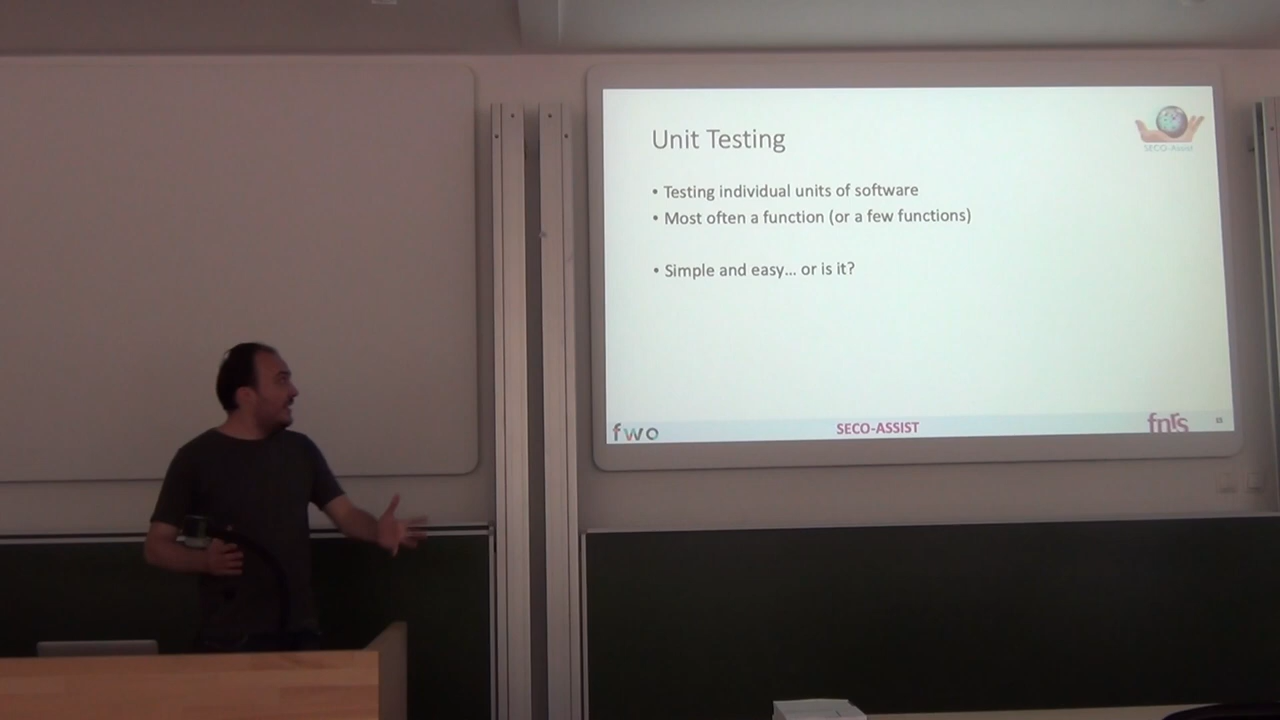 Unit Testing
SECO-Assist
• Testing individual units of software
• Most often a function (or a few functions)
• Simple and easy... or is it?
fwo
SECO-ASSIST
fnrs